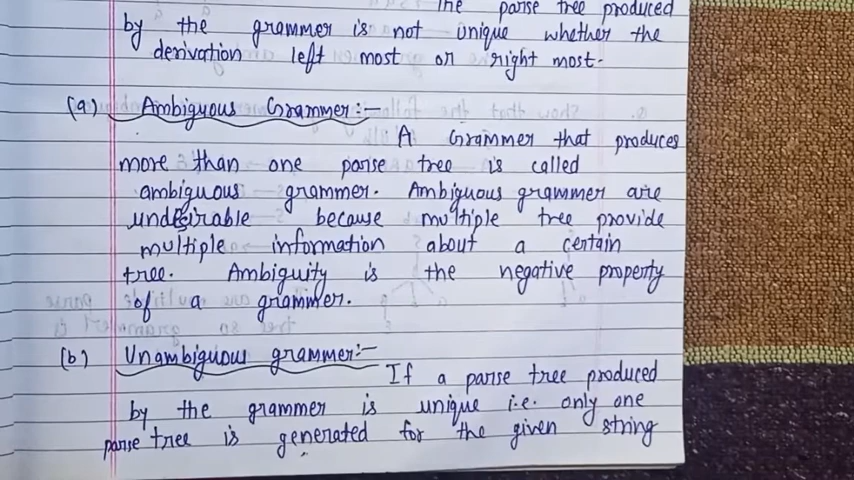 The parse tree produced
by the grammer is not unique whether the
derivation left most or right most.
(a) Ambiguous Grammer:-
A Grammer that produces
more than one parse tree is called
ambiguous grammer. Ambiguous grammer are
undesirable because multiple tree provide
multiple information about a certain
tree. Ambiguity is the negative property
of a grammer.
(b) Unambiguous grammer:-
If a parse tree produced
by the grammer is unique i.e. only one
parse tree is generated for the given string